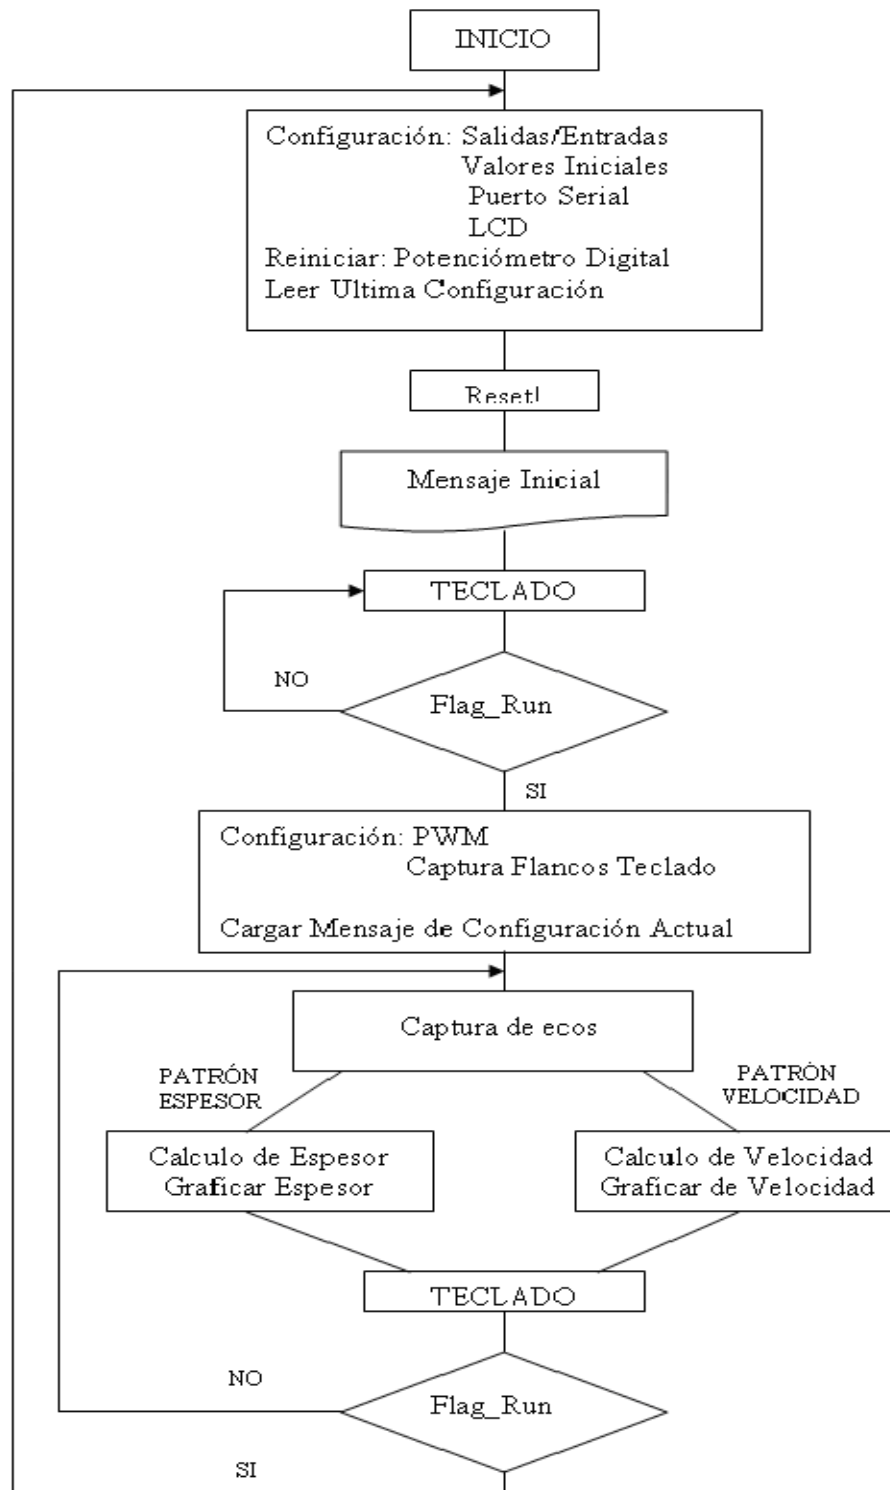 INICIO
Configuración: Salidas/Entradas
Valores Iniciales
Puerto Serial
LCD
Reiniciar: Potenciómetro Digital
Leer Ultima Configuración
Reset!
Mensaje Inicial
TECLADO
NO
Flag_Run
SI
Configuración: PWM
Captura Flancos Teclado
Cargar Mensaje de Configuración Actual
Captura de ecos
PATRÓN
ESPESOR
PATRÓN
VELOCIDAD
Calculo de Espesor
Graficar Espesor
Calculo de Velocidad
Graficar de Velocidad
TECLADO
NO
Flag_Run
SI